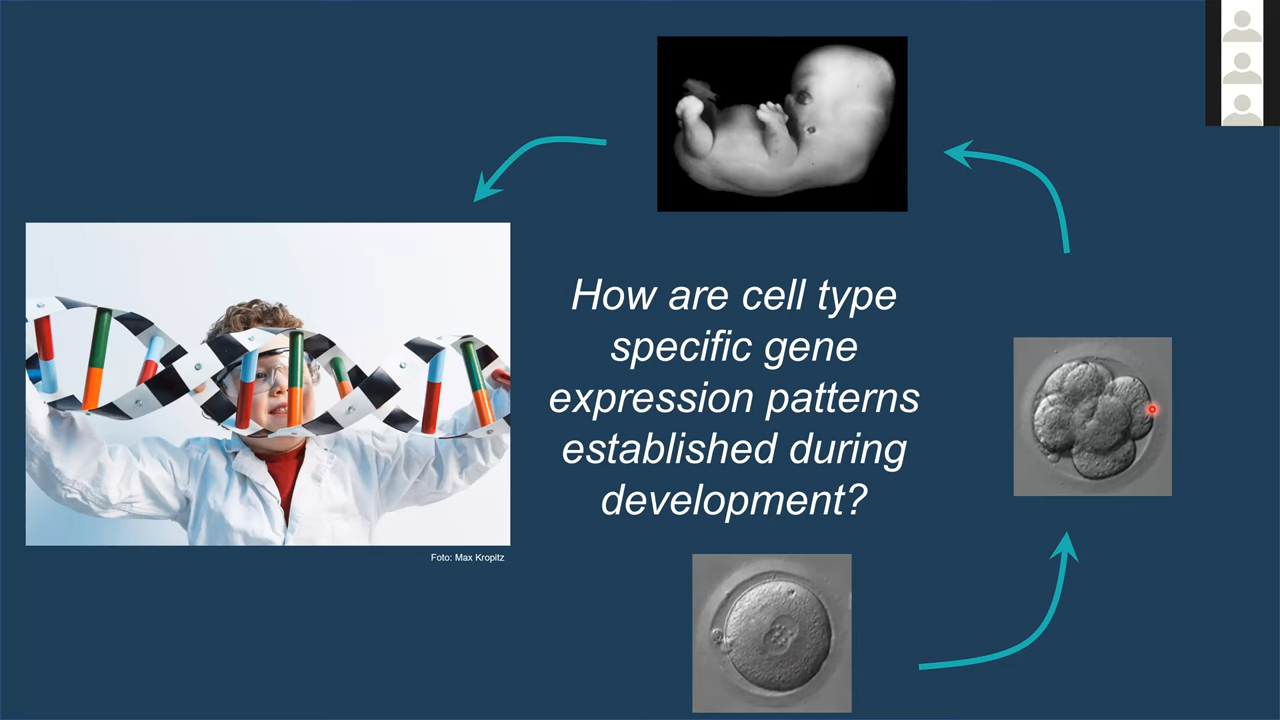 How are cell type
specific gene
expression patterns
established during
development?
Foto: Max Kropitz